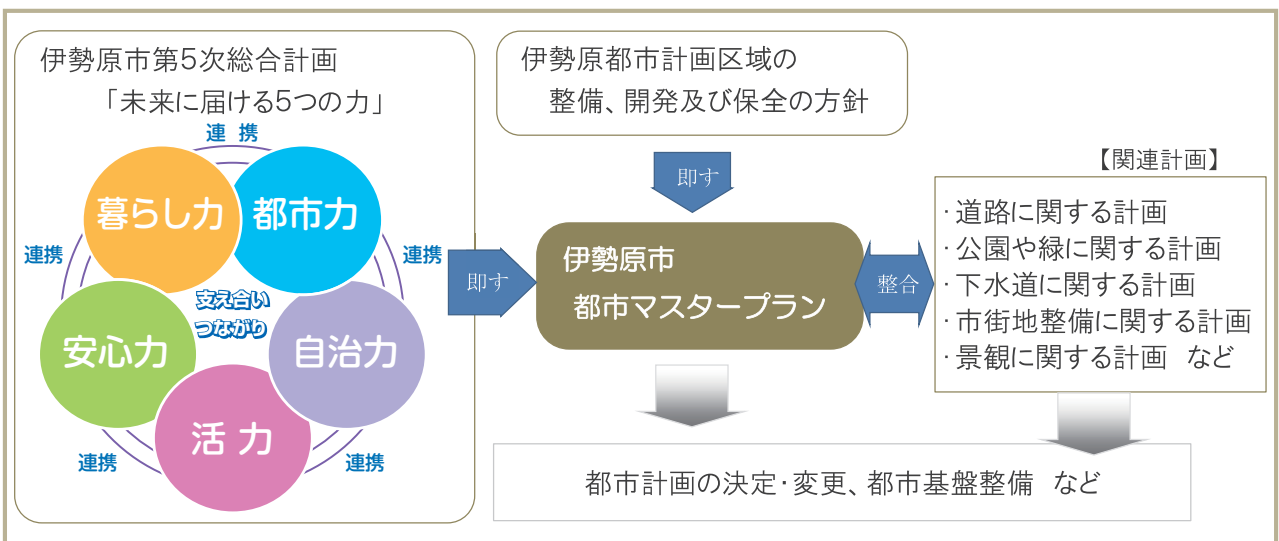 伊勢原市第5次総合計画
「未来に届ける5つの力」
連 携
暮らし力
都市力
連携
連携
支え合い
つながり
安心力
自治力
活 力
連携
連携
即す
伊勢原都市計画区域の
整備、開発及び保全の方針
即す
伊勢原市
都市マスタープラン
整合
【関連計画】
・道路に関する計画
・公園や緑に関する計画
・下水道に関する計画
・市街地整備に関する計画
・景観に関する計画 など
都市計画の決定・変更、都市基盤整備 など